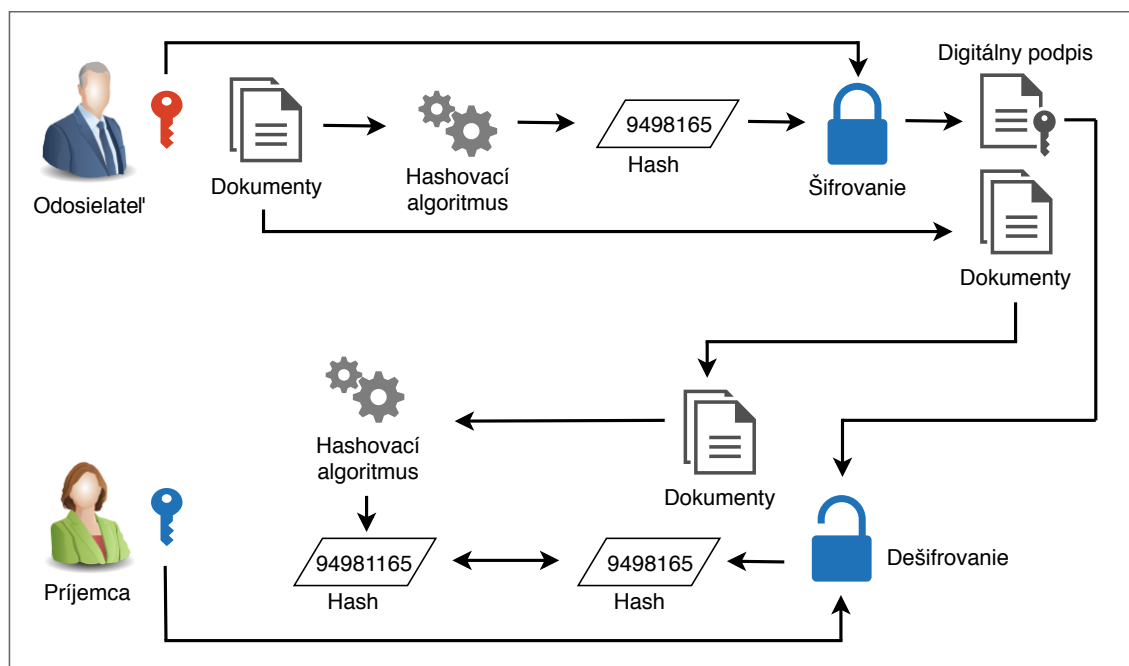 Digitálny podpis
9498165
Hash
Dokumenty
Hashovací
algoritmus
Šifrovanie
Odosielateľ
Dokumenty
Hashovací
algoritmus
Dokumenty
Príjemca
94981165
Hash
9498165
Hash
Dešifrovanie